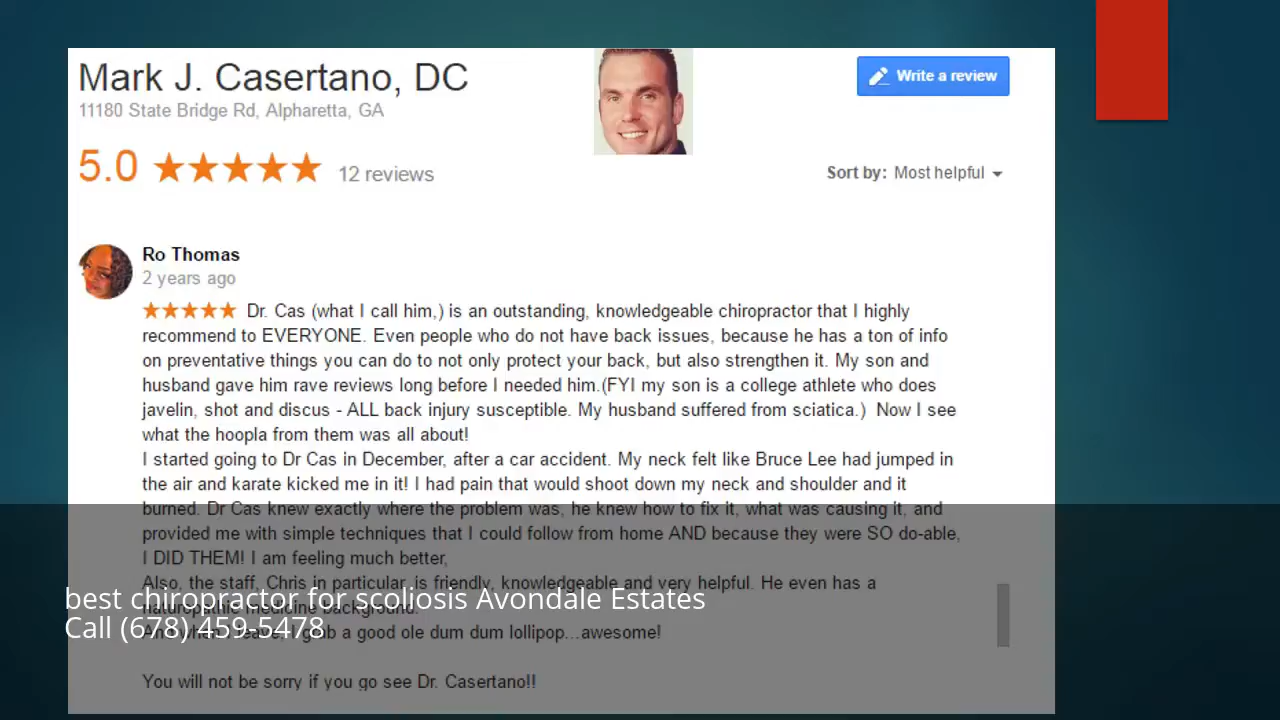 Mark J. Casertano, DC
11180 State Bridge Rd, Alpharetta, GA
Write a review
5.0 ★★★★★ 12 reviews
Sort by: Most helpful
Ro Thomas
2 years ago
★★★★★ Dr. Cas (what I call him,) is an outstanding, knowledgeable chiropractor that I highly
recommend to EVERYONE. Even people who do not have back issues, because he has a ton of info
on preventative things you can do to not only protect your back, but also strengthen it. My son and
husband gave him rave reviews long before I needed him.(FYI my son is a college athlete who does
javelin, shot and discus - ALL back injury susceptible. My husband suffered from sciatica.) Now I see
what the hoopla from them was all about!
I started going to Dr Cas in December, after a car accident. My neck felt like Bruce Lee had jumped in
the air and karate kicked me in it! I had pain that would shoot down my neck and shoulder and it
burned. Dr Cas knew exactly where the problem was, he knew how to fix it, what was causing it, and
provided me with simple techniques that I could follow from home AND because they were SO do-able,
I DID THEM! I am feeling much better,
Also, the staff, Chris in particular, is friendly, knowledgeable and very helpful. He even has a
best chiropractor for scoliosis Avondale Estates
naturopathic medicine background.
Call (678) 459-5478
And when I leave, I grab a good ole dum dum lollipop...awesome!
You will not be sorry if you go see Dr. Casertano!!